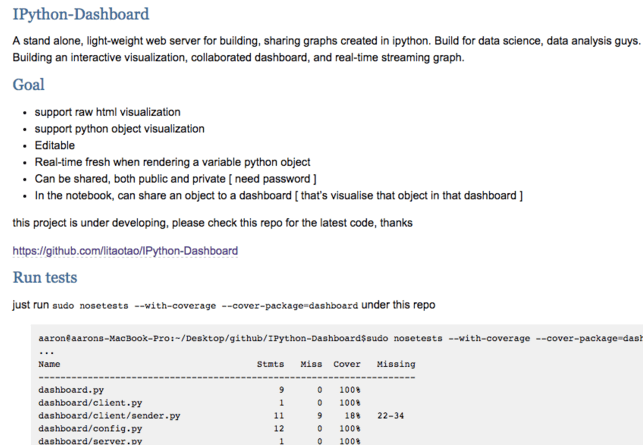 IPython-Dashboard
A stand alone, light-weight web server for building, sharing graphs created in ipython. Build for data science, data analysis guys.
Building an interactive visualization, collaborated dashboard, and real-time streaming graph.
Goal
• support raw html visualization
• support python object visualization
• Editable
• Real-time fresh when rendering a variable python object
• Can be shared, both public and private [ need password ]
• In the notebook, can share an object to a dashboard [ that's visualise that object in that dashboard ]
this project is under developing, please check this repo for the latest code, thanks
https://github.com/litaotao/IPython-Dashboard
Run tests
just run sudo nosetests --with-coverage --cover-package=dashboard under this repo
aaron@aarons-MacBook-Pro:~/Desktop/github/IPython-Dashboard$sudo nosetests --with-coverage --cover-package=dash
...
Name Stmts Miss Cover Missing
-----------------------------------------------------------------
dashboard.py 9 0 100%
dashboard/client.py 1 0 100%
dashboard/client/sender.py 11 9 18% 22-34
dashboard/config.py 12 0 100%
dashboard/server.py 1 0 100%